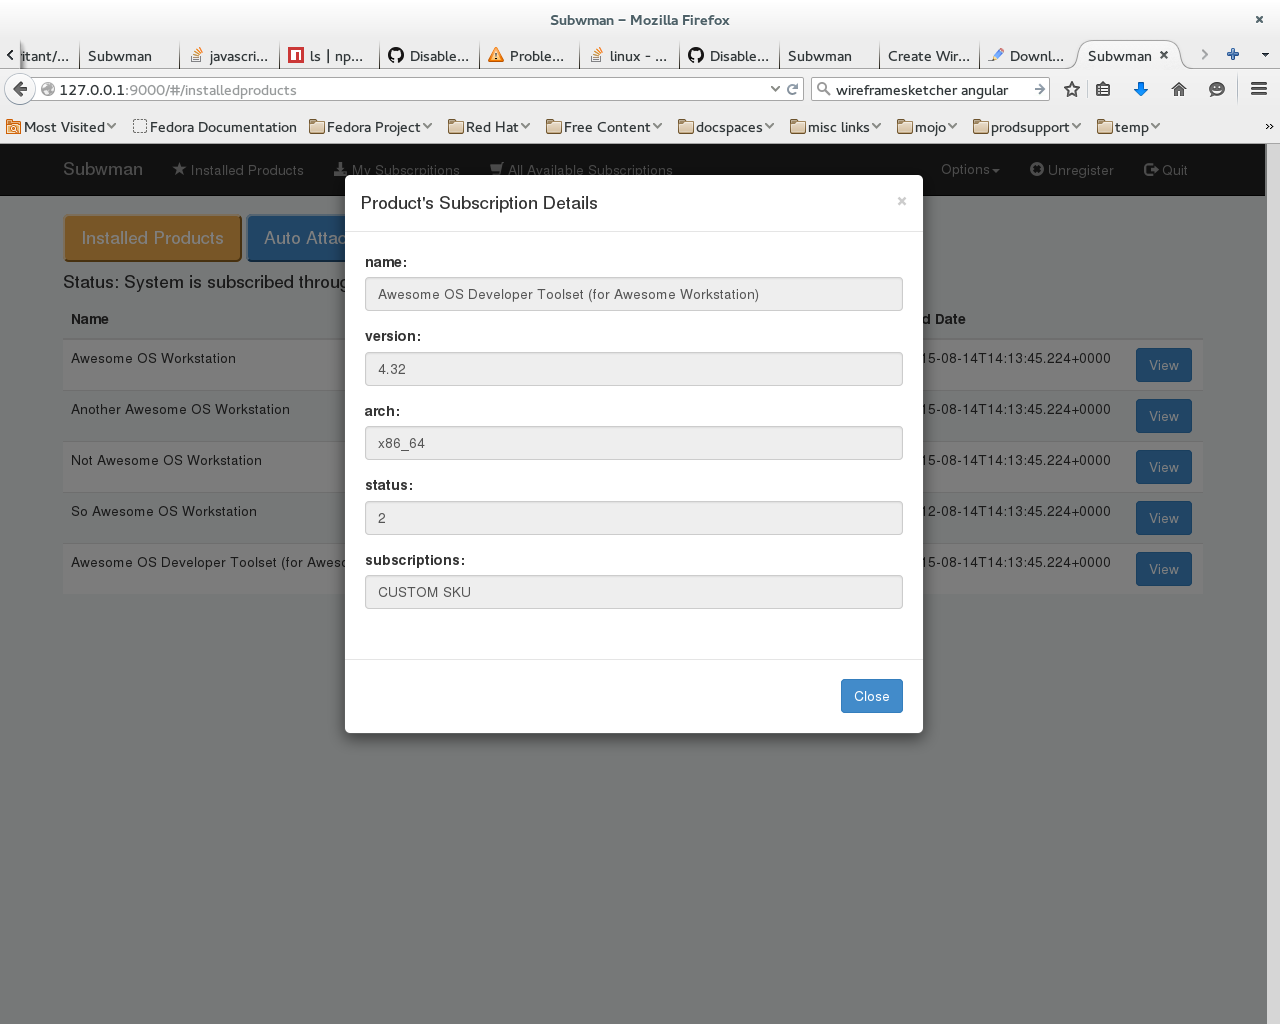 Subwman – Mozilla Firefox
itant/... Subwman javascri... ls | np... Disable... Proble... linux - ... Disable... Subwman Create Wir... Downl... Subwman
127.0.0.1:9000/#/installedproducts wireframesketcher angular
Most Visited Fedora Documentation Fedora Project Red Hat Free Content docspaces misc links mojo prodsupport temp »
Subwman Installed Products My Subscrpitions All Available Subscriptions Options Unregister Quit
Product's Subscription Details ×
Installed Products Auto Attac
name:
Status: System is subscribed throug
Awesome OS Developer Toolset (for Awesome Workstation)
Name d Date
version:
Awesome OS Workstation 15-08-14T14:13:45.224+0000 View
4.32
Another Awesome OS Workstation 15-08-14T14:13:45.224+0000 View
arch:
x86_64
Not Awesome OS Workstation 15-08-14T14:13:45.224+0000 View
status:
So Awesome OS Workstation 12-08-14T14:13:45.224+0000 View
2
Awesome OS Developer Toolset (for Aweso 15-08-14T14:13:45.224+0000 View
subscriptions:
CUSTOM SKU
Close